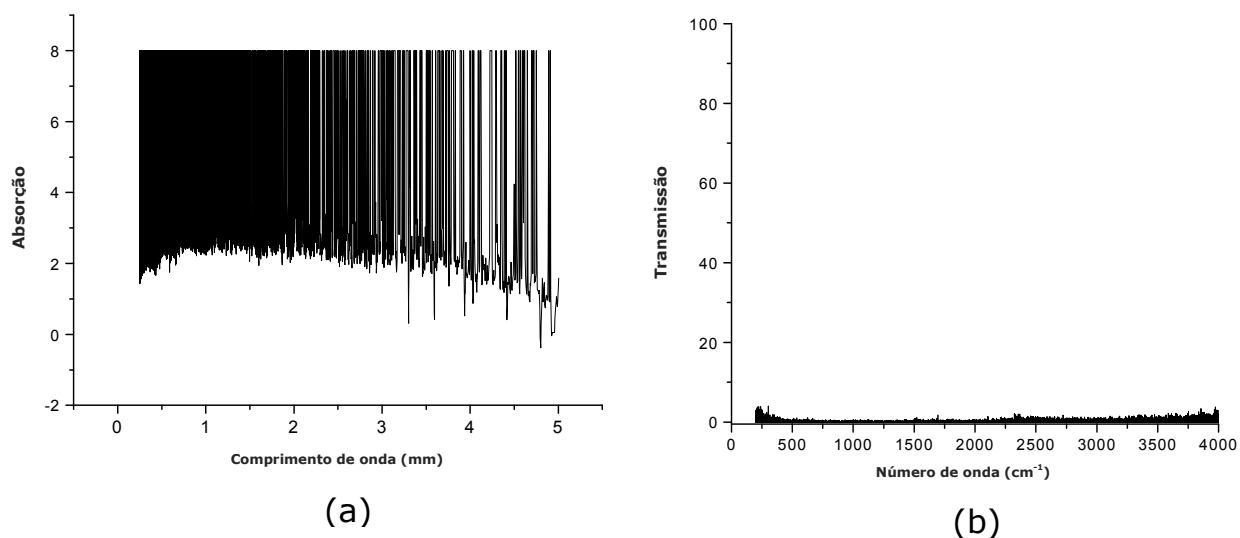 8
6
4
2
0
-2
Absorção
0 1 2 3 4 5
Comprimento de onda (mm)
(a)
100
80
60
40
20
0
Transmissão
0 500 1000 1500 2000 2500 3000 3500 4000
Número de onda (cm⁻¹)
(b)